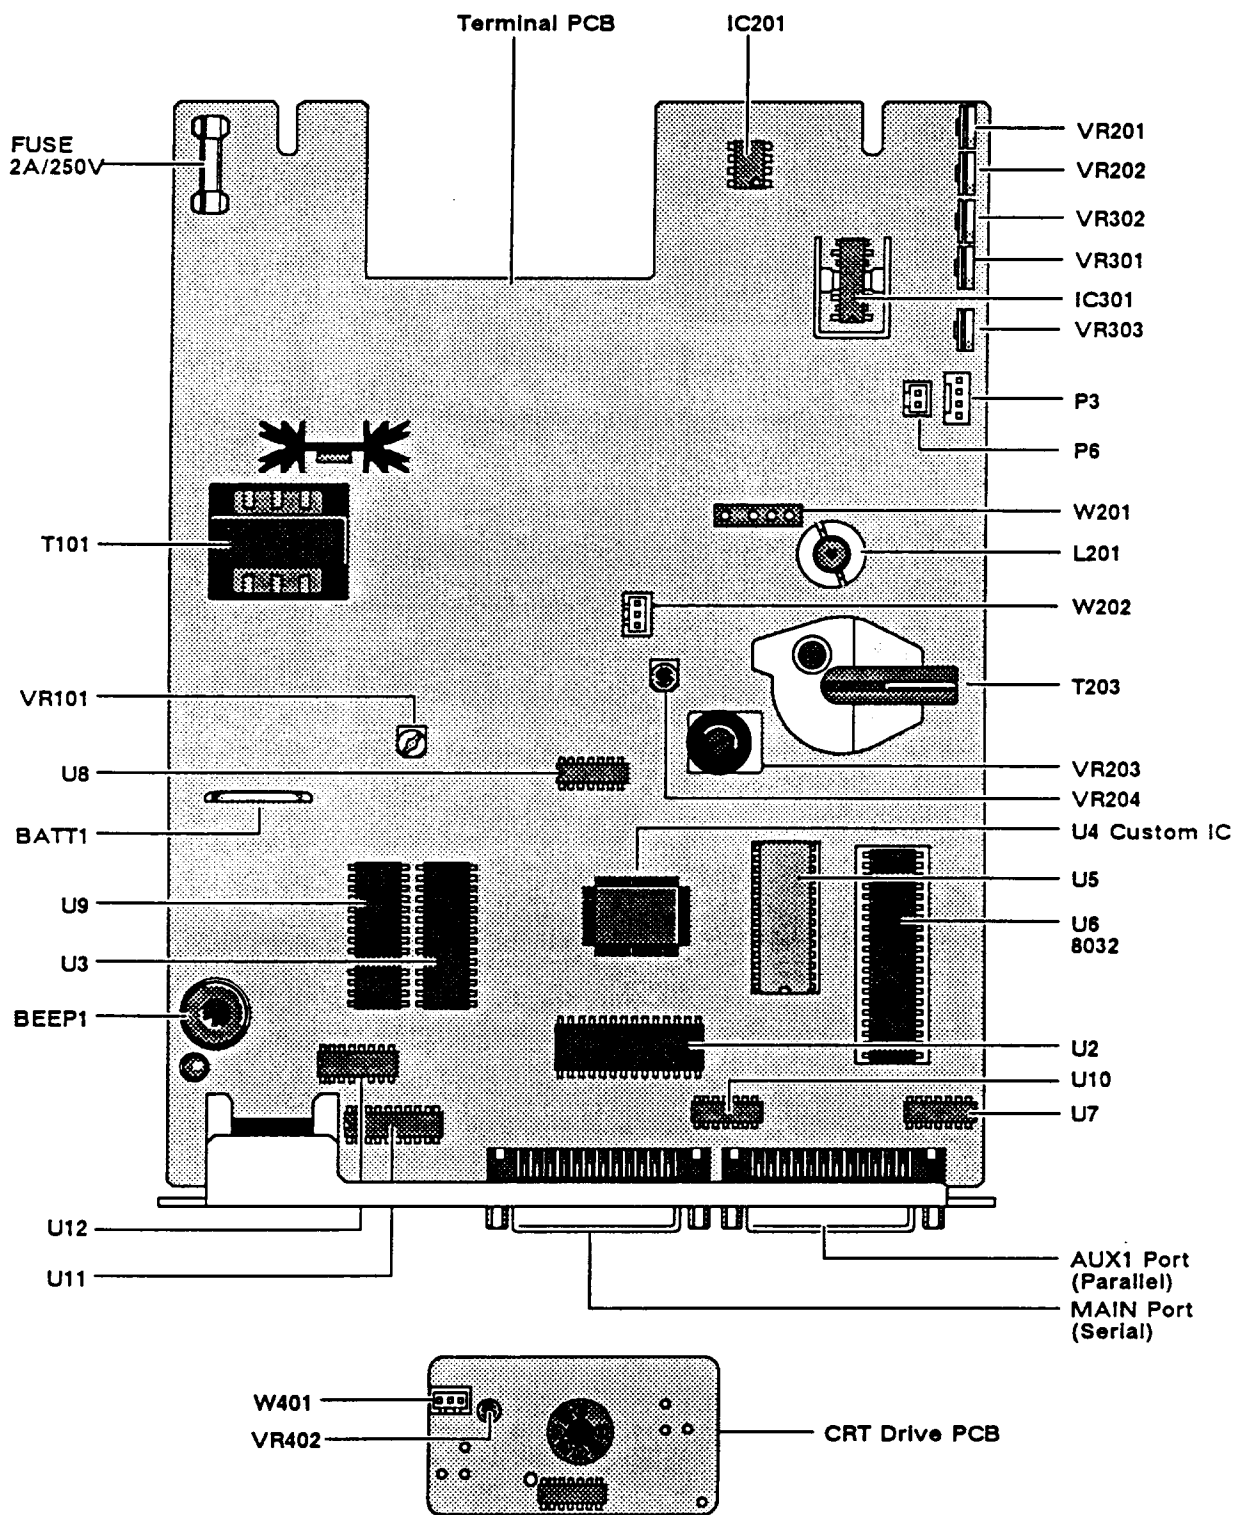 Terminal PCB
IC201
FUSE
2A/250V
VR201
VR202
VR302
VR301
IC301
VR303
P3
P6
W201
T101
L201
W202
T203
VR101
U8
VR203
VR204
BATT1
U4 Custom IC
U5
U9
U6
8032
U3
BEEP1
U2
U10
U7
U12
U11
AUX1 Port
(Parallel)
MAIN Port
(Serial)
W401
VR402
CRT Drive PCB